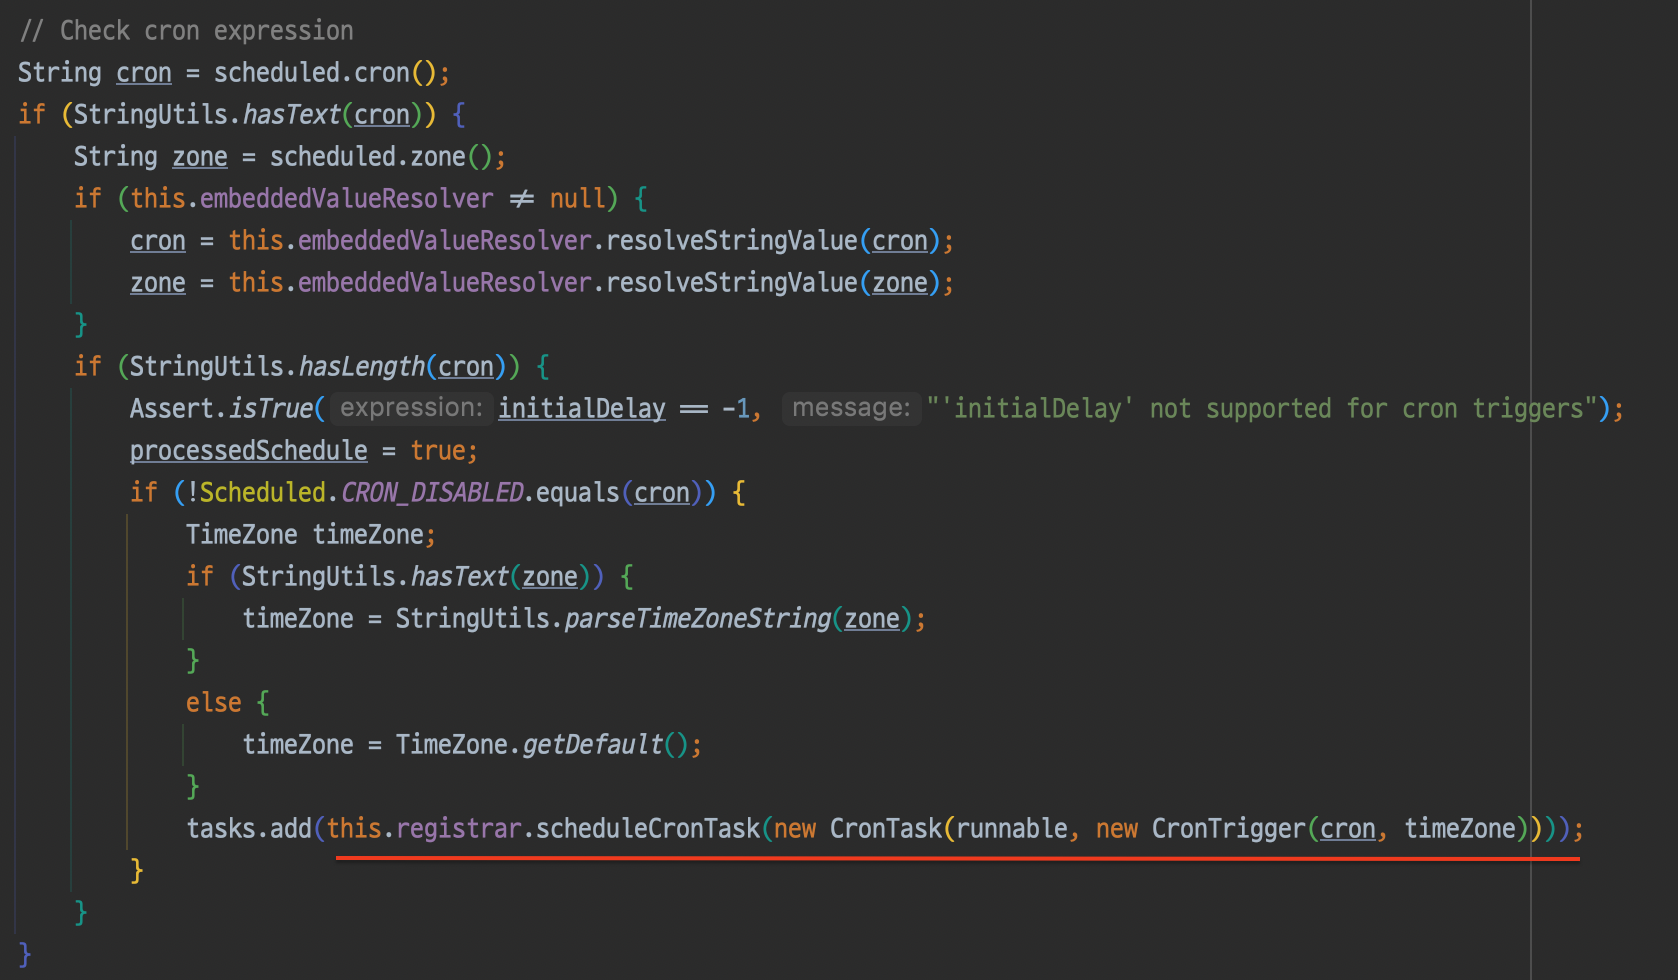 // Check cron expression
String cron = scheduled.cron();
if (StringUtils.hasText(cron)) {
String zone = scheduled.zone();
if (this.embeddedValueResolver ≠ null) {
cron = this.embeddedValueResolver.resolveStringValue(cron);
zone = this.embeddedValueResolver.resolveStringValue(zone);
}
if (StringUtils.hasLength(cron)) {
Assert.isTrue( expression: initialDelay == -1, message: "'initialDelay' not supported for cron triggers");
processedSchedule = true;
if (!Scheduled.CRON_DISABLED.equals(cron)) {
TimeZone timeZone;
if (StringUtils.hasText(zone)) {
timeZone = StringUtils.parseTimeZoneString(zone);
}
else {
timeZone = TimeZone.getDefault();
}
tasks.add(this.registrar.scheduleCronTask(new CronTask(runnable, new CronTrigger(cron, timeZone))));
}
}
}